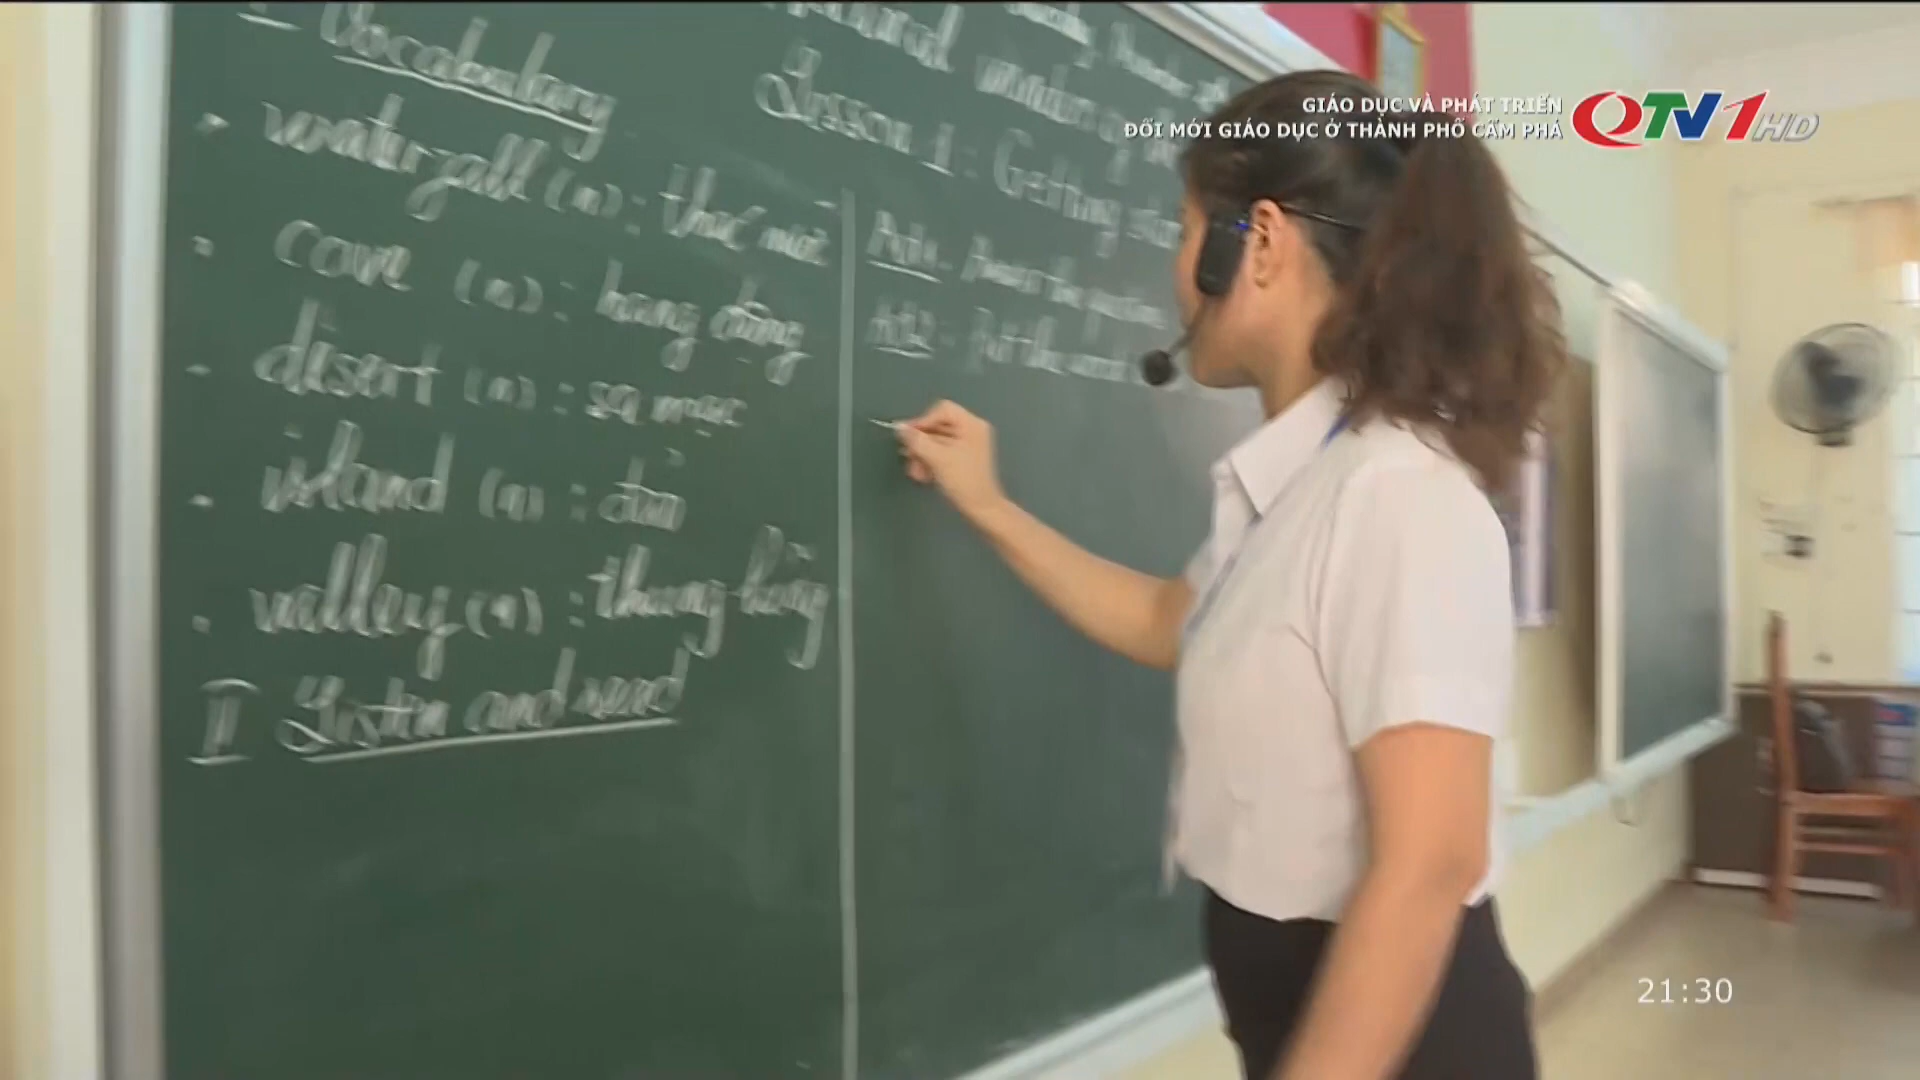 GIÁO DỤC VÀ PHÁT TRIỂN
ĐỔI MỚI GIÁO DỤC Ở THÀNH PHỐ CẨM PHẢ
QTV1HD
I Vocabulary
• waterfall (n) : thác nước
• cave (n) : hang động
• desert (n) : sa mạc
• island (n) : đảo
• valley (n) : thung lũng
II Listen and read
Lesson 1 : Getting
21:30